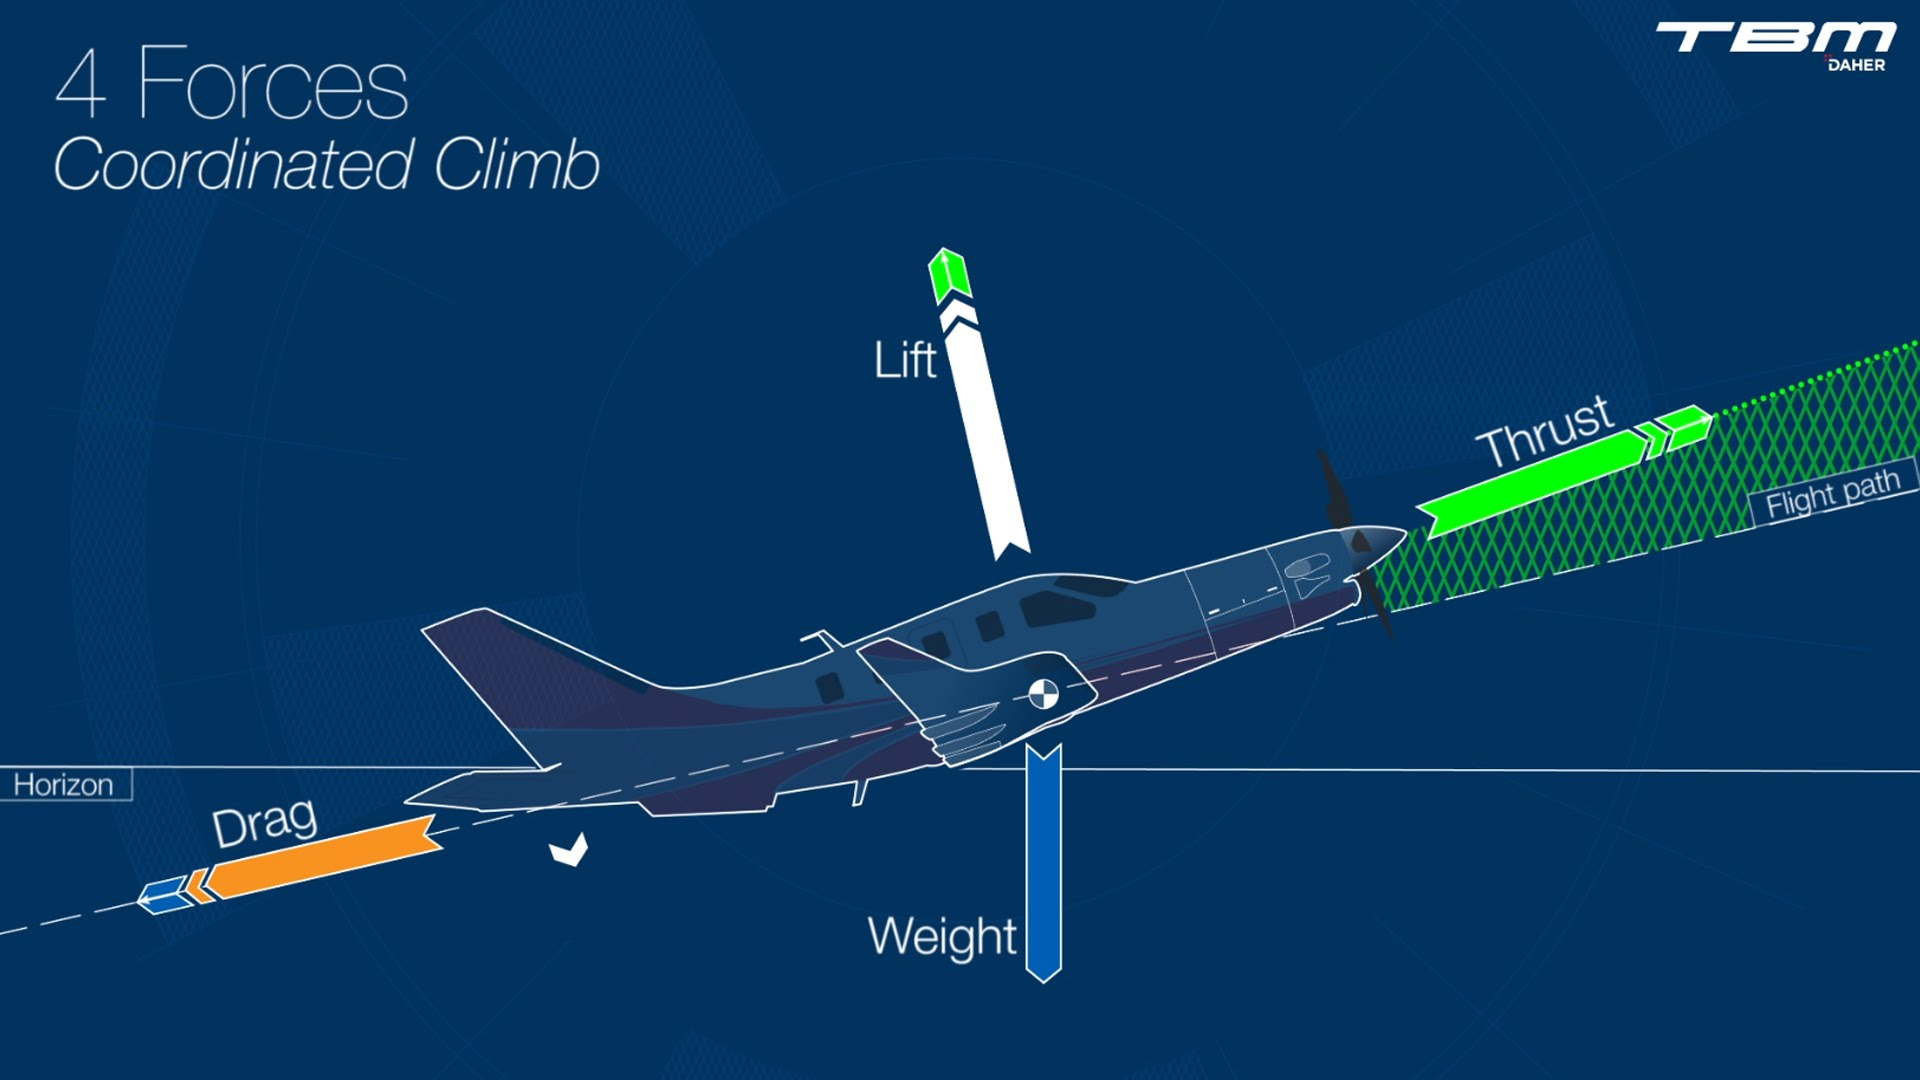 4 Forces
Coordinated Climb
TBM
DAHER
Lift
Thrust
Flight path
Horizon
Drag
Weight